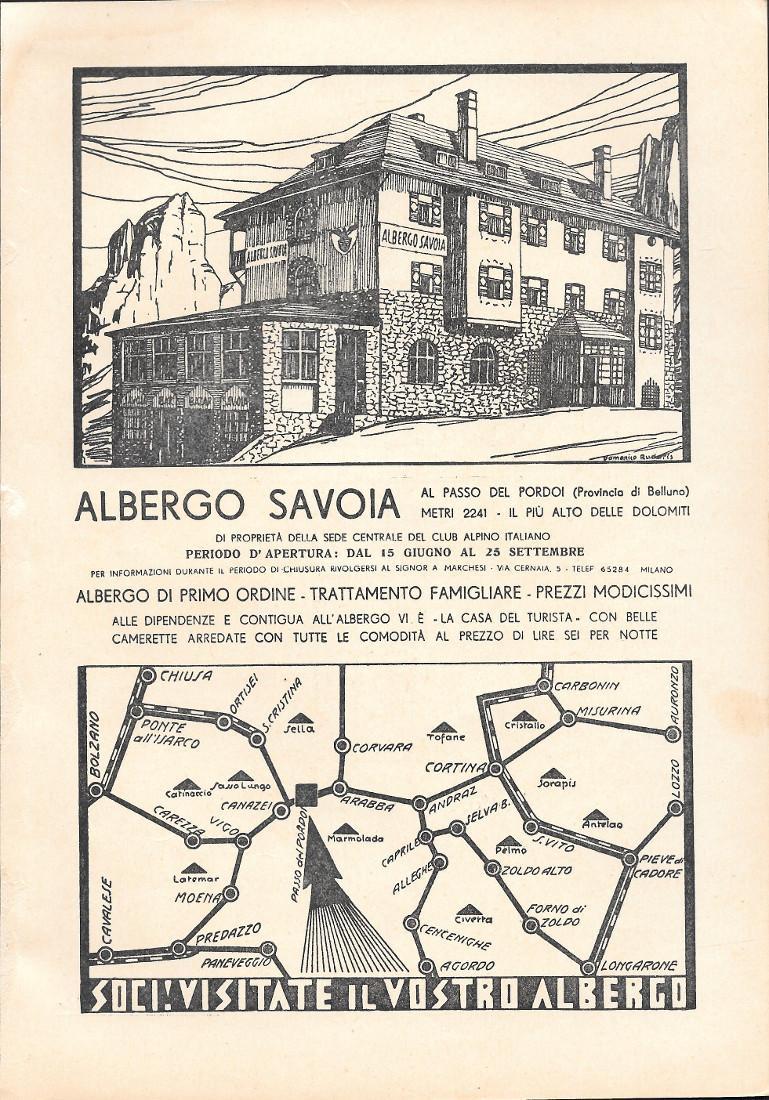 ALBERGO SAVOIA
ALBERGO SAVOIA
BAZAR
SAVOIA
Domenico Rudatis
ALBERGO SAVOIA
AL PASSO DEL PORDOI (Provincia di Belluno)
METRI 2241 - IL PIÙ ALTO DELLE DOLOMITI
DI PROPRIETÀ DELLA SEDE CENTRALE DEL CLUB ALPINO ITALIANO
PERIODO D'APERTURA: DAL 15 GIUGNO AL 25 SETTEMBRE
PER INFORMAZIONI DURANTE IL PERIODO DI CHIUSURA RIVOLGERSI AL SIGNOR A MARCHESI - VIA CERNAIA, 5 - TELEF 65284 MILANO
ALBERGO DI PRIMO ORDINE - TRATTAMENTO FAMIGLIARE - PREZZI MODICISSIMI
ALLE DIPENDENZE E CONTIGUA ALL'ALBERGO VI È - LA CASA DEL TURISTA - CON BELLE
CAMERETTE ARREDATE CON TUTTE LE COMODITÀ AL PREZZO DI LIRE SEI PER NOTTE
CHIUSA
ORTISEI
S. CRISTINA
PONTE
all'ISARCO
BOLZANO
Sella
CORVARA
Tofane
CARBONIN
Cristallo
MISURINA
AURONZO
CORTINA
Catinaccio
Sasso Lungo
CANAZEI
CAREZZA
VIGO
ARABBA
ANDRAZ
Sorapis
LOZZO
PASSO del PORDOI
Marmolada
CAPRILE
SELVA B.
Pelmo
S. VITO
Antelao
PIEVE di
CADORE
ALLEGHE
ZOLDO ALTO
Latemar
MOENA
Civetta
FORNO di
ZOLDO
CAVALESE
PREDAZZO
PANEVEGGIO
CENCENIGHE
AGORDO
LONGARONE
SOCI! VISITATE IL VOSTRO ALBERGO